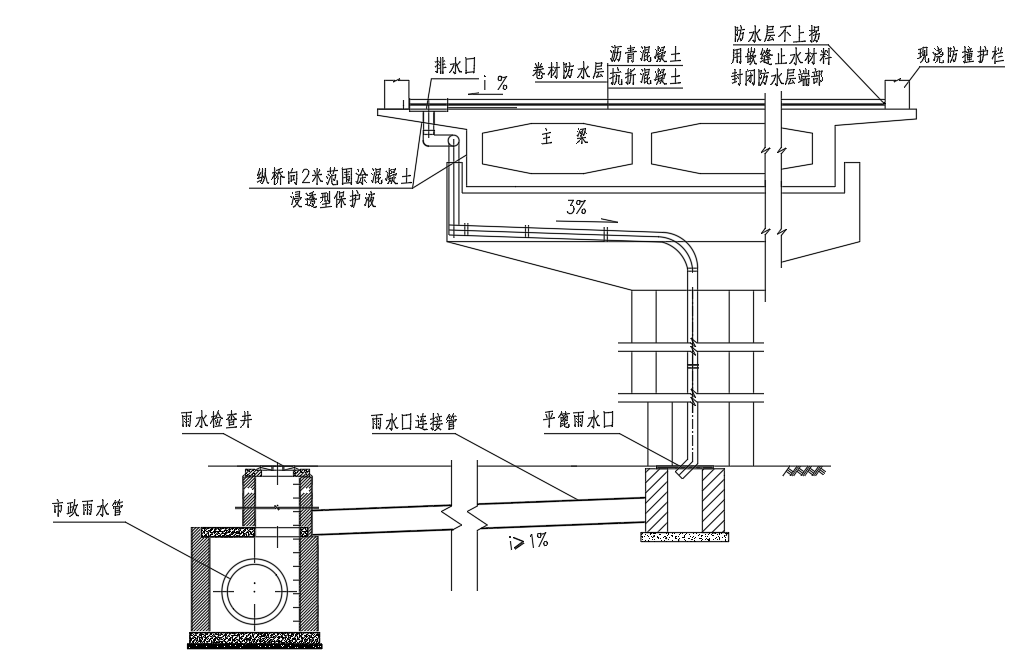 防水层不上拐
用嵌缝止水材料
封闭防水层端部
现浇防撞护栏
沥青混凝土
卷材防水层
抗折混凝土
排水口
i %
主 梁
纵桥向2米范围涂混凝土
浸透型保护液
3%
雨水检查井
雨水口连接管
平篦雨水口
市政雨水管
i≥1%